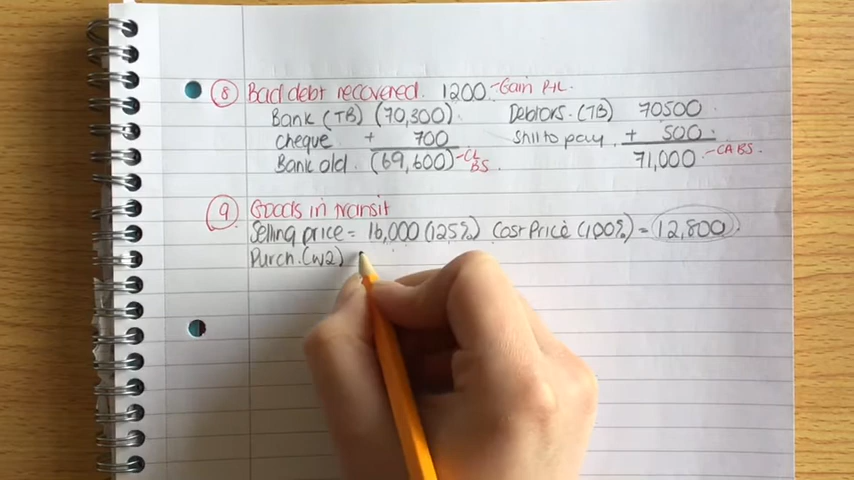 8 Bad debt recovered. 1200 - Gain P+L.
Bank (TB) (70,300) Debtors. (TB) 70500
cheque + 700 Still to pay. + 500
Bank old. (69,600) - CL BS. 71,000 - CA BS.
9 Goods in transit
Selling price = 16,000 (125%) Cost Price (100%) = 12,800
Purch. (W2)